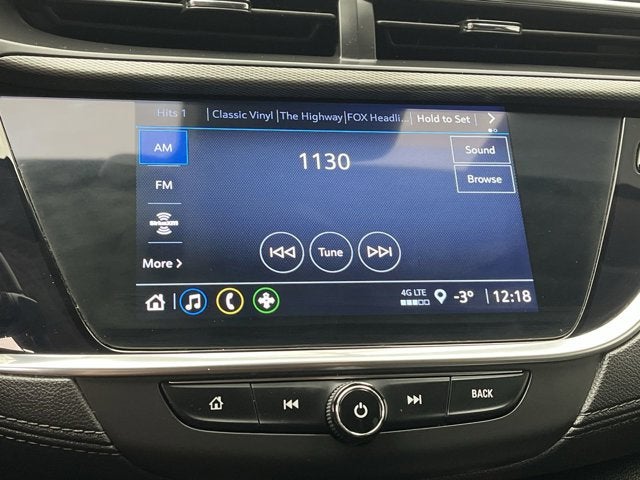 Hits 1 | Classic Vinyl | The Highway | FOX Headli... Hold to Set
AM
1130
Sound
FM
Browse
SiriusXM
Tune
More
4G LTE
-3° 12:18
BACK